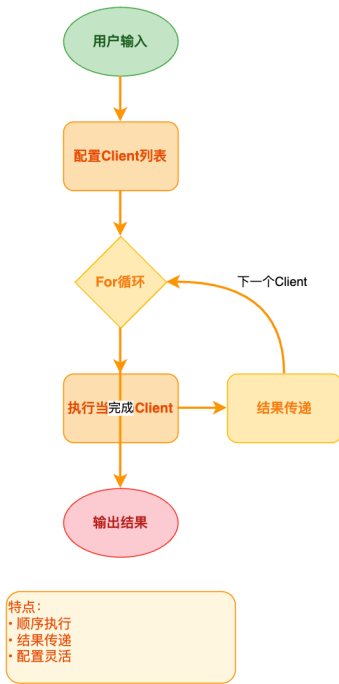 用户输入
配置Client列表
For循环
下一个Client
执行当完成Client
结果传递
输出结果
特点：
• 顺序执行
• 结果传递
• 配置灵活